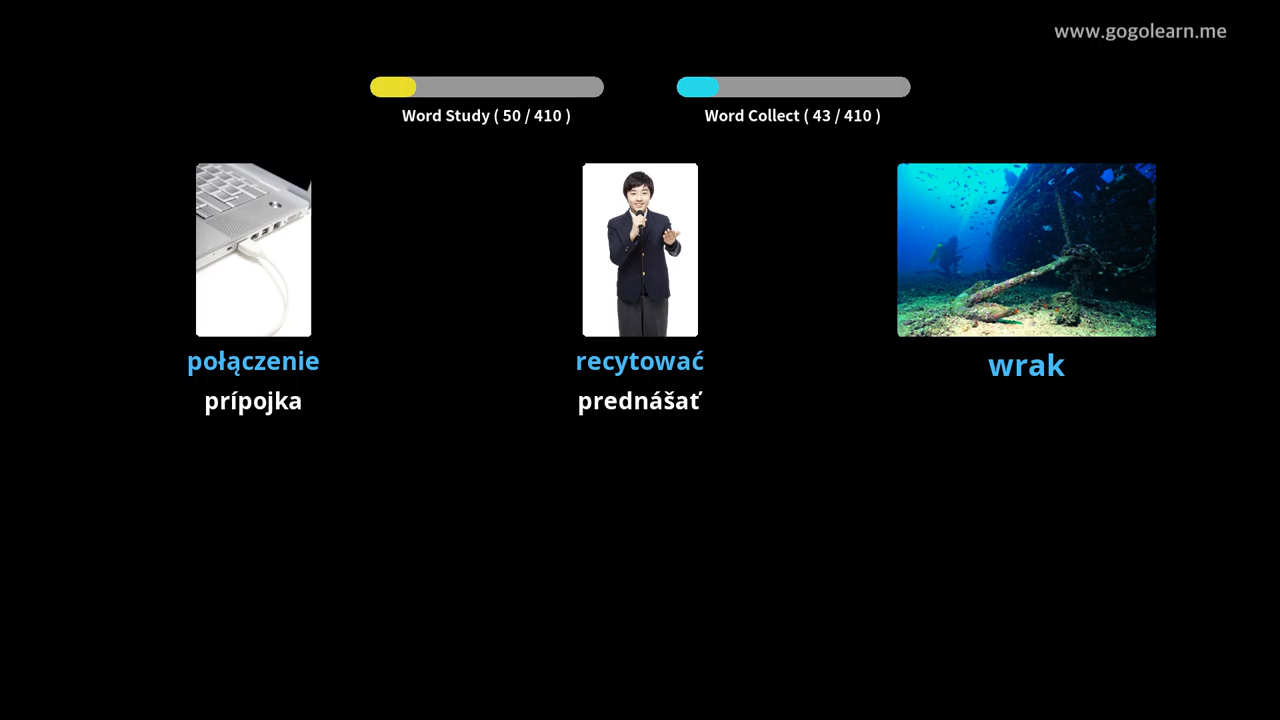 www.gogolearn.me
Word Study ( 50 / 410 )
Word Collect ( 43 / 410 )
połączenie
recytować
wrak
prípojka
prednášať